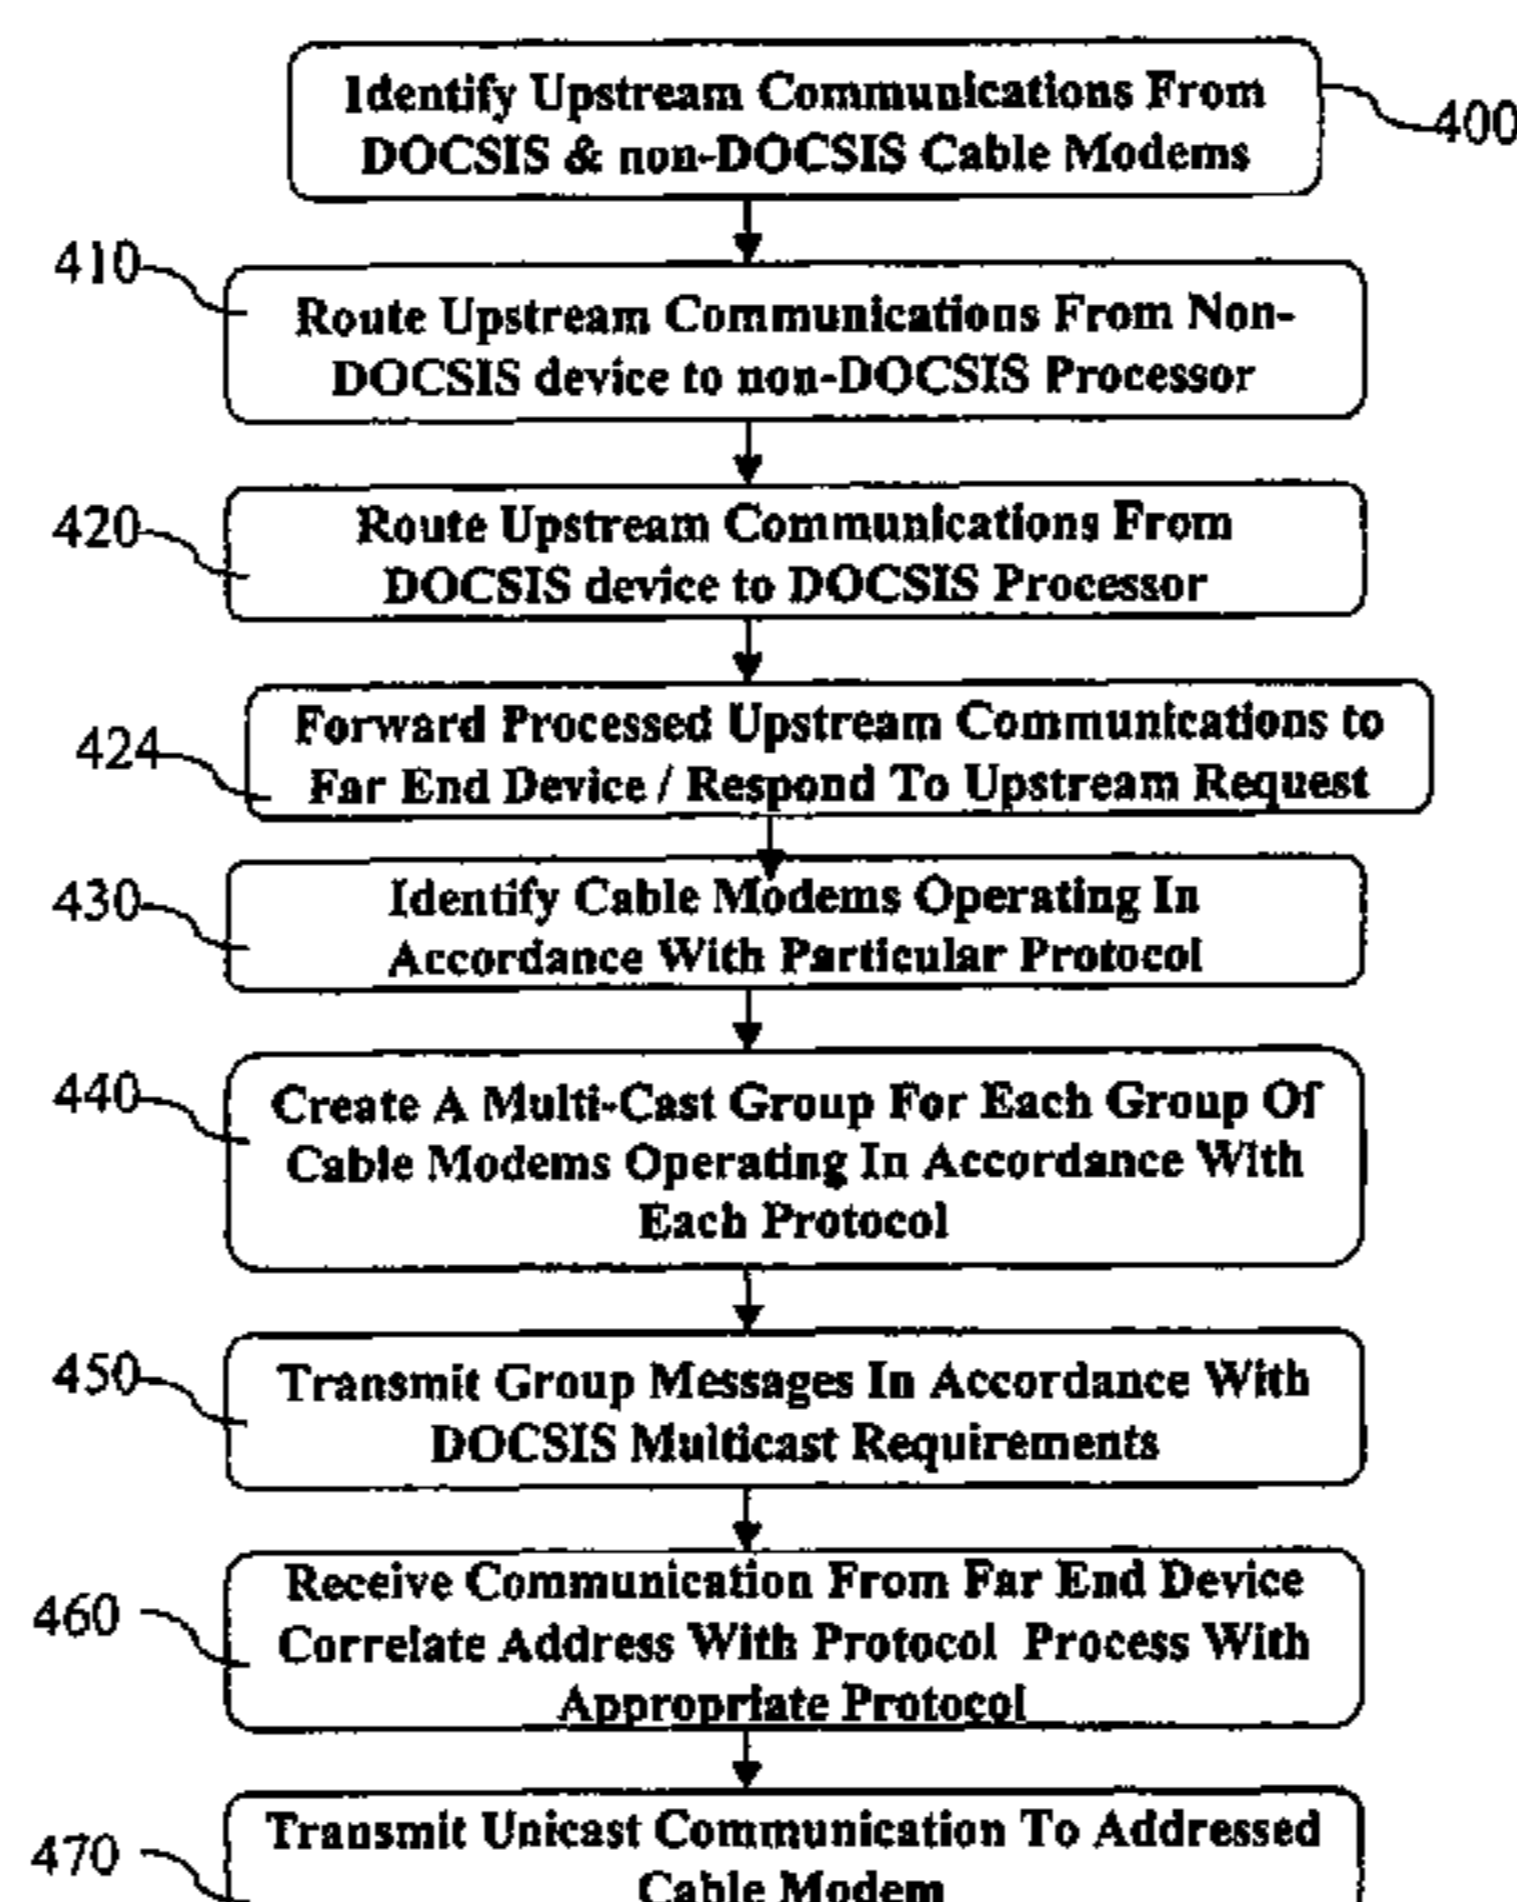 Identify Upstream Communications From
DOCSIS & non-DOCSIS Cable Modems
400
410
Route Upstream Communications From Non-
DOCSIS device to non-DOCSIS Processor
420
Route Upstream Communications From
DOCSIS device to DOCSIS Processor
424
Forward Processed Upstream Communications to
Far End Device / Respond To Upstream Request
430
Identify Cable Modems Operating In
Accordance With Particular Protocol
440
Create A Multi-Cast Group For Each Group Of
Cable Modems Operating In Accordance With
Each Protocol
450
Transmit Group Messages In Accordance With
DOCSIS Multicast Requirements
460
Receive Communication From Far End Device
Correlate Address With Protocol Process With
Appropriate Protocol
470
Transmit Unicast Communication To Addressed
Cable Modem